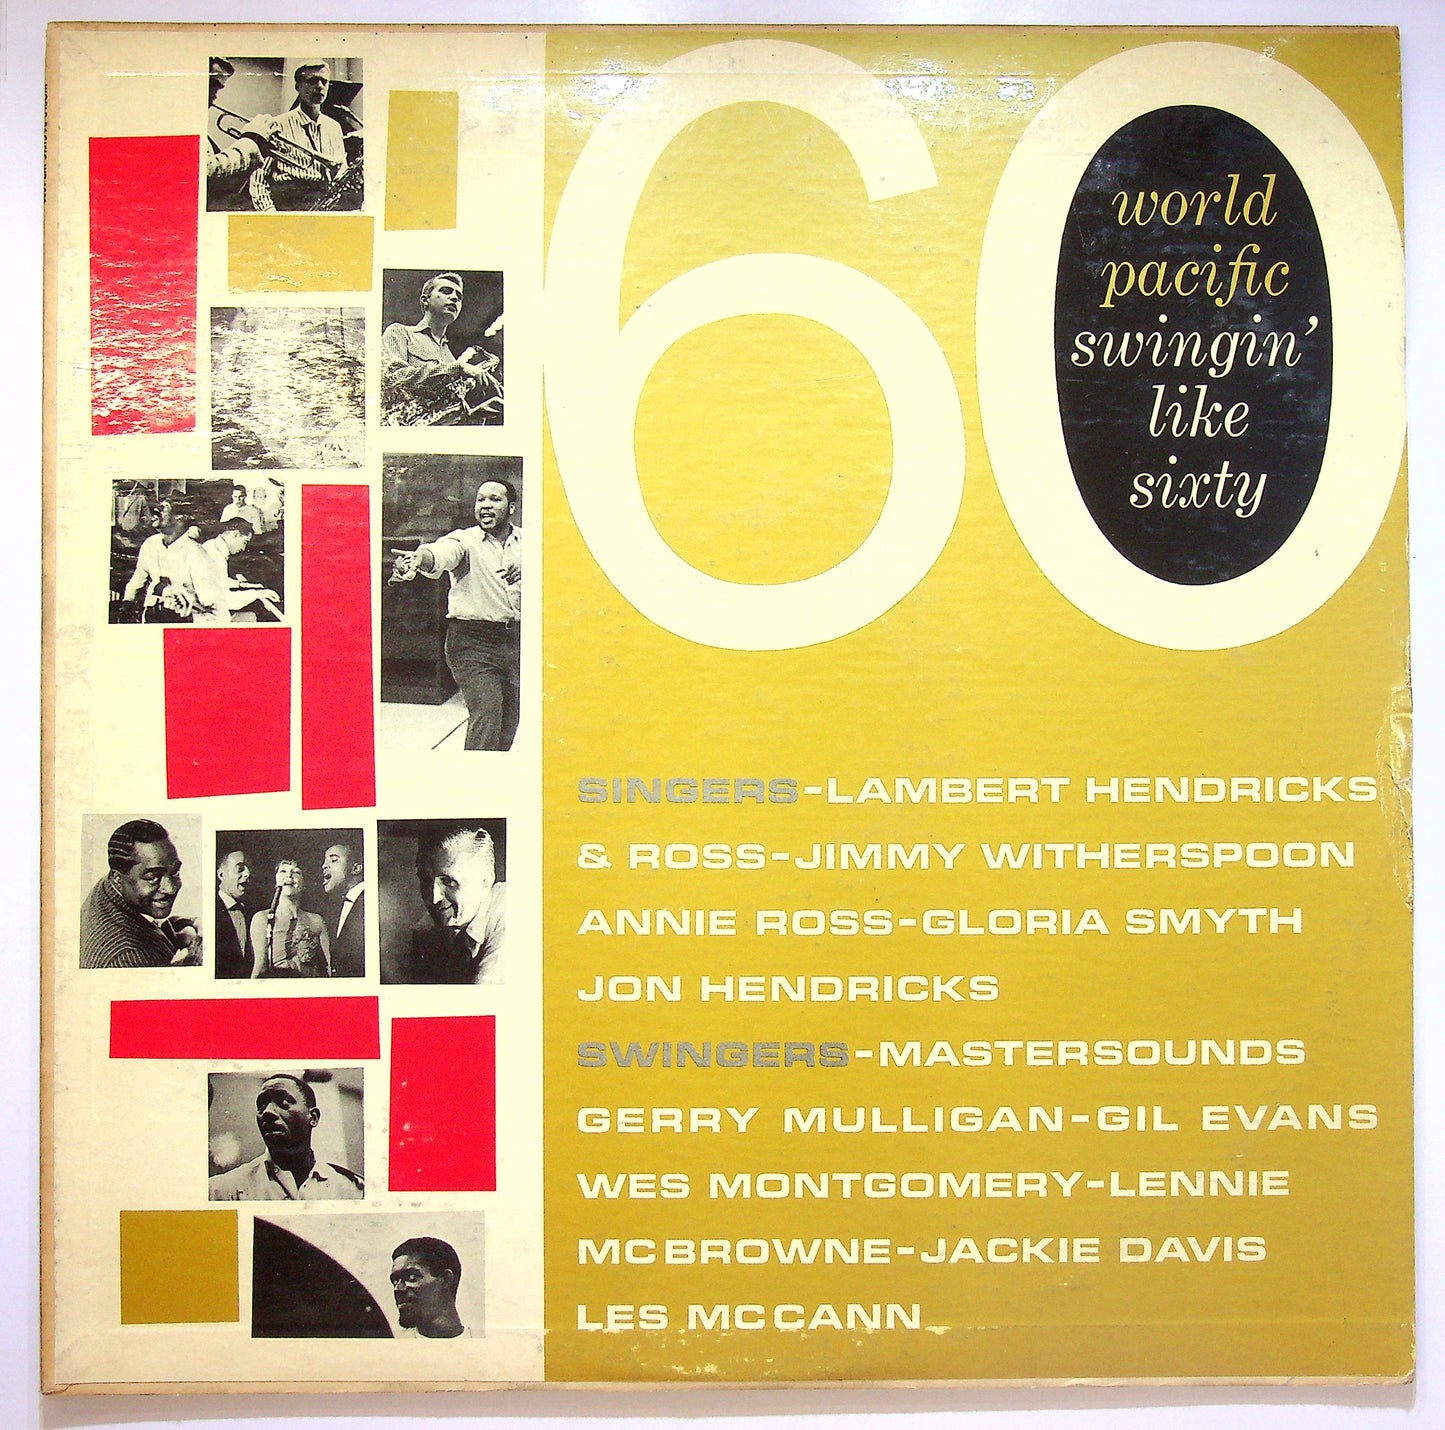 60
world
pacific
swingin'
like
sixty
SINGERS-LAMBERT HENDRICKS
& ROSS-JIMMY WITHERSPOON
ANNIE ROSS-GLORIA SMYTH
JON HENDRICKS
SWINGERS-MASTERSOUNDS
GERRY MULLIGAN-GIL EVANS
WES MONTGOMERY-LENNIE
MCBROWNE-JACKIE DAVIS
LES MCCANN